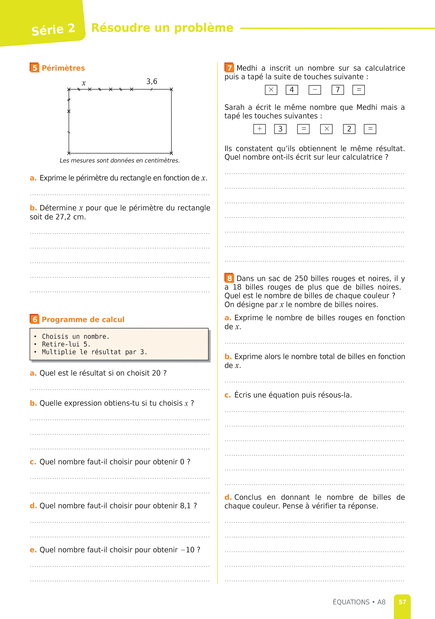 Série 2
Résoudre un problème
5 Périmètres
x
3,6
Les mesures sont données en centimètres.
a. Exprime le périmètre du rectangle en fonction de x.
b. Détermine x pour que le périmètre du rectangle
soit de 27,2 cm.
6 Programme de calcul
• Choisis un nombre.
• Retire-lui 5.
• Multiplie le résultat par 3.
a. Quel est le résultat si on choisit 20 ?
b. Quelle expression obtiens-tu si tu choisis x ?
c. Quel nombre faut-il choisir pour obtenir 0 ?
d. Quel nombre faut-il choisir pour obtenir 8,1 ?
e. Quel nombre faut-il choisir pour obtenir −10 ?
7 Medhi a inscrit un nombre sur sa calculatrice
puis a tapé la suite de touches suivante :
× 4 − 7 =
Sarah a écrit le même nombre que Medhi mais a
tapé les touches suivantes :
+ 3 = × 2 =
Ils constatent qu'ils obtiennent le même résultat.
Quel nombre ont-ils écrit sur leur calculatrice ?
8 Dans un sac de 250 billes rouges et noires, il y
a 18 billes rouges de plus que de billes noires.
Quel est le nombre de billes de chaque couleur ?
On désigne par x le nombre de billes noires.
a. Exprime le nombre de billes rouges en fonction
de x.
b. Exprime alors le nombre total de billes en fonction
de x.
c. Écris une équation puis résous-la.
d. Conclus en donnant le nombre de billes de
chaque couleur. Pense à vérifier ta réponse.
ÉQUATIONS • A8
57